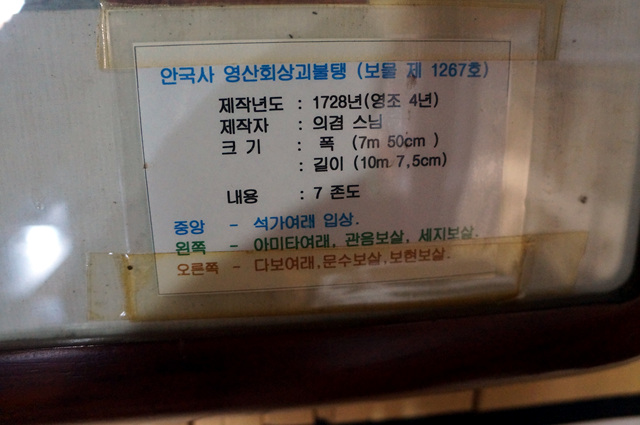 안국사 영산회상괴불탱 (보물 제 1267호)
제작년도 : 1728년(영조 4년)
제작자 : 의겸 스님
크 기 : 폭 (7m 50cm )
: 길이 (10m 7,5cm)
내용 : 7 존도
중앙 - 석가여래 입상.
왼쪽 - 아미타여래, 관음보살, 세지보살.
오른쪽 - 다보여래,문수보살,보현보살.